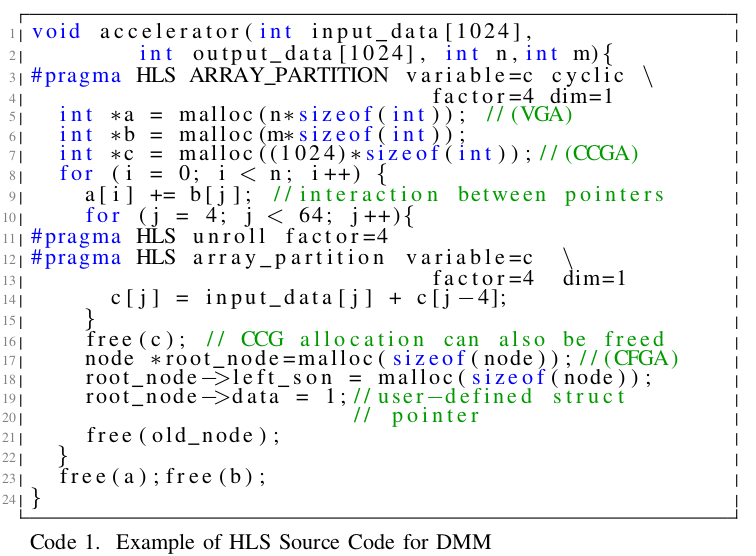 1 void accelerator(int input_data[1024],
2 int output_data[1024], int n,int m){
3 #pragma HLS ARRAY_PARTITION variable=c cyclic \
4 factor=4 dim=1
5 int *a = malloc(n*sizeof(int)); //(VGA)
6 int *b = malloc(m*sizeof(int));
7 int *c = malloc((1024)*sizeof(int)); //(CCGA)
8 for (i = 0; i < n; i++) {
9 a[i] += b[j]; //interaction between pointers
10 for (j = 4; j < 64; j++){
11 #pragma HLS unroll factor=4
12 #pragma HLS array_partition variable=c \
13 factor=4 dim=1
14 c[j] = input_data[j] + c[j-4];
15 }
16 free(c); // CCG allocation can also be freed
17 node *root_node=malloc(sizeof(node)); //(CFGA)
18 root_node->left_son = malloc(sizeof(node));
19 root_node->data = 1; //user-defined struct
20 // pointer
21 free(old_node);
22 }
23 free(a);free(b);
24 }
Code 1. Example of HLS Source Code for DMM